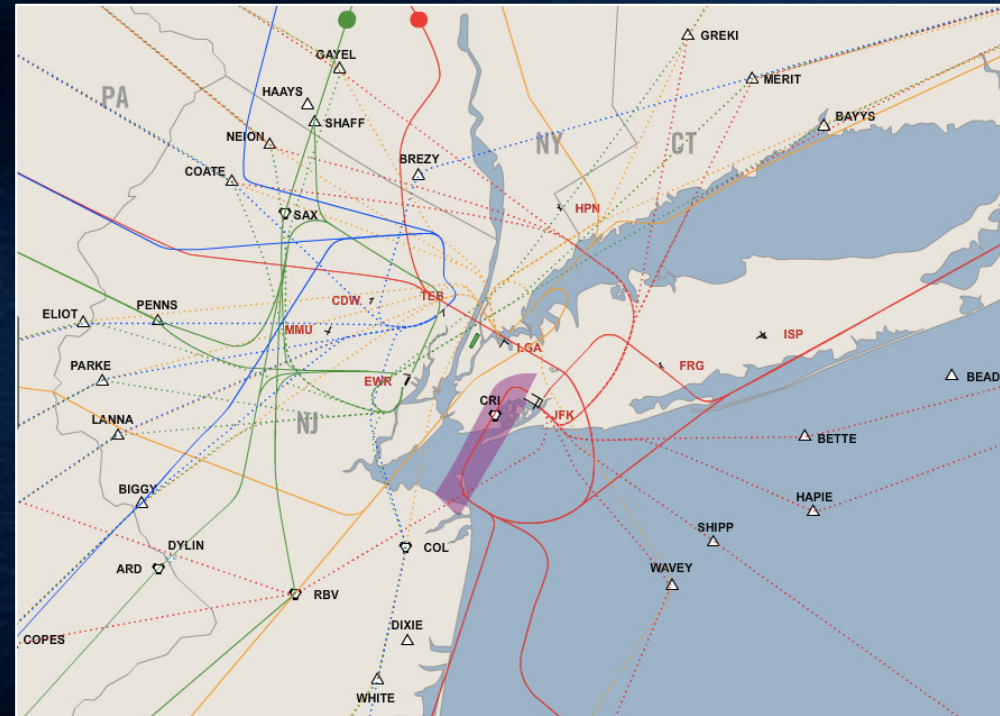 GREKI
GAYEL
MERIT
PA
HAAYS
SHAFF
BAYYS
NEION
NY
CT
BREZY
COATE
HPN
SAX
CDW
TEB
PENNS
ELIOT
MMU
ISP
LGA
PARKE
FRG
EWR
BEAD
CRI
JFK
LANNA
NJ
BETTE
BIGGY
HAPIE
SHIPP
DYLIN
COL
ARD
WAVEY
RBV
DIXIE
COPES
WHITE